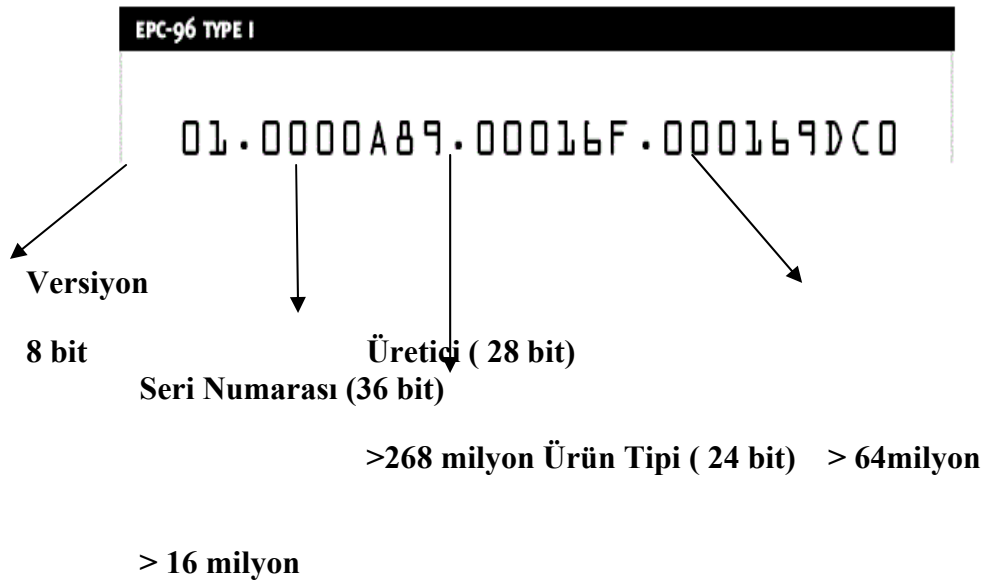 EPC-96 TYPE I
01.0000A89.00016F.000169DC0
Versiyon
8 bit Üretici ( 28 bit)
Seri Numarası (36 bit)
>268 milyon Ürün Tipi ( 24 bit) > 64milyon
> 16 milyon